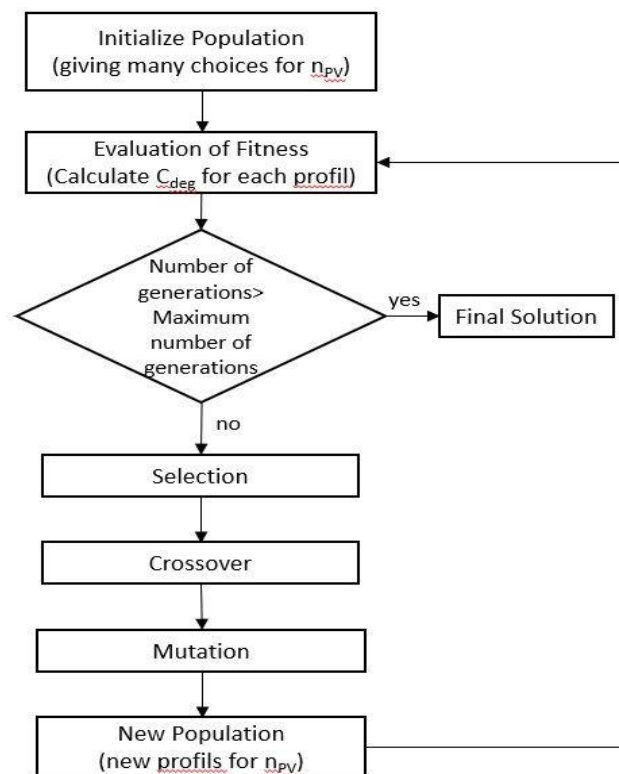 Initialize Population
(giving many choices for nPV)
Evaluation of Fitness
(Calculate Cdeg for each profil)
Number of
generations>
Maximum
number of
generations
yes
Final Solution
no
Selection
Crossover
Mutation
New Population
(new profils for nPV)